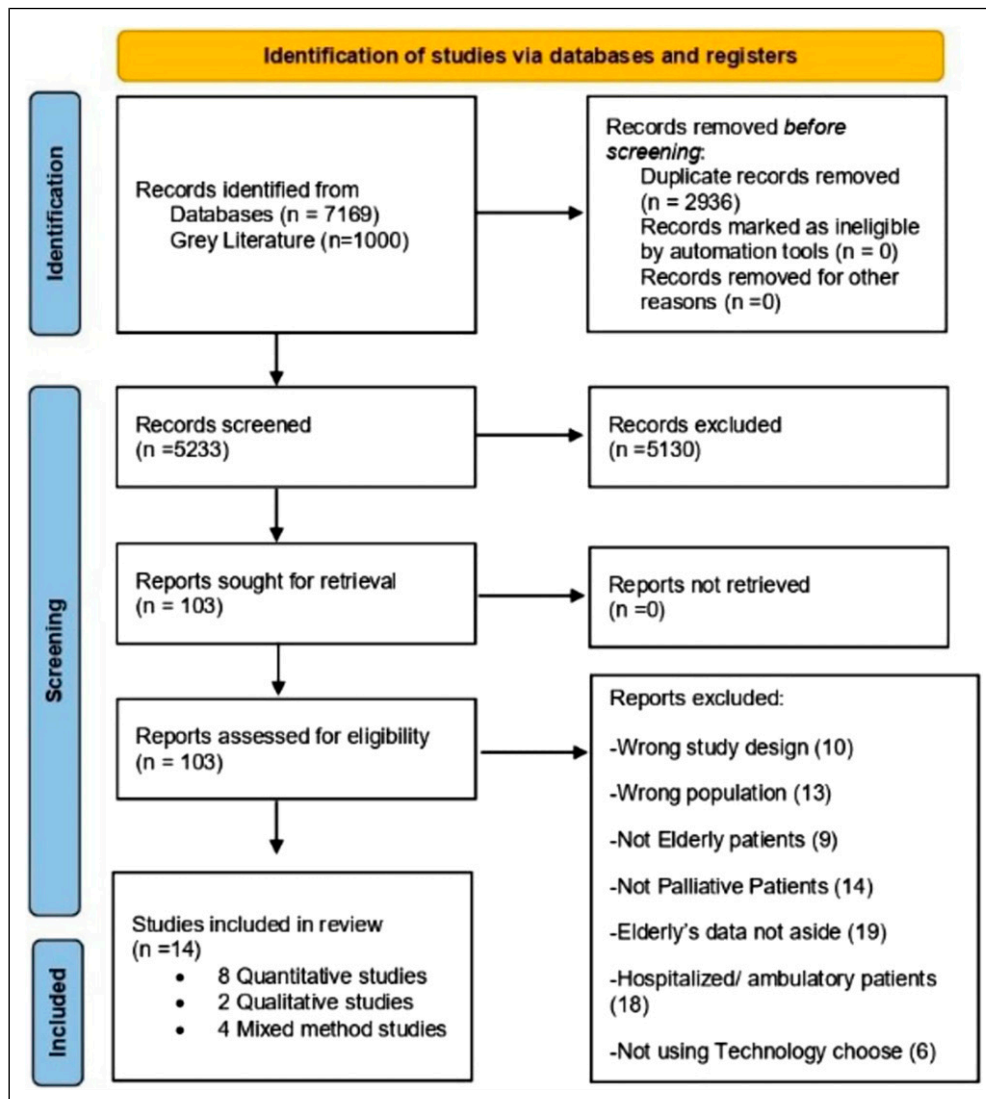 Identification of studies via databases and registers
Identification
Records identified from
Databases (n = 7169)
Grey Literature (n=1000)
Records removed before
screening:
Duplicate records removed
(n = 2936)
Records marked as ineligible
by automation tools (n = 0)
Records removed for other
reasons (n =0)
Screening
Records screened
(n =5233)
Records excluded
(n =5130)
Reports sought for retrieval
(n = 103)
Reports not retrieved
(n =0)
Reports assessed for eligibility
(n = 103)
Reports excluded:
-Wrong study design (10)
-Wrong population (13)
-Not Elderly patients (9)
-Not Palliative Patients (14)
-Elderly's data not aside (19)
-Hospitalized/ ambulatory patients
(18)
-Not using Technology choose (6)
Included
Studies included in review
(n =14)
• 8 Quantitative studies
• 2 Qualitative studies
• 4 Mixed method studies